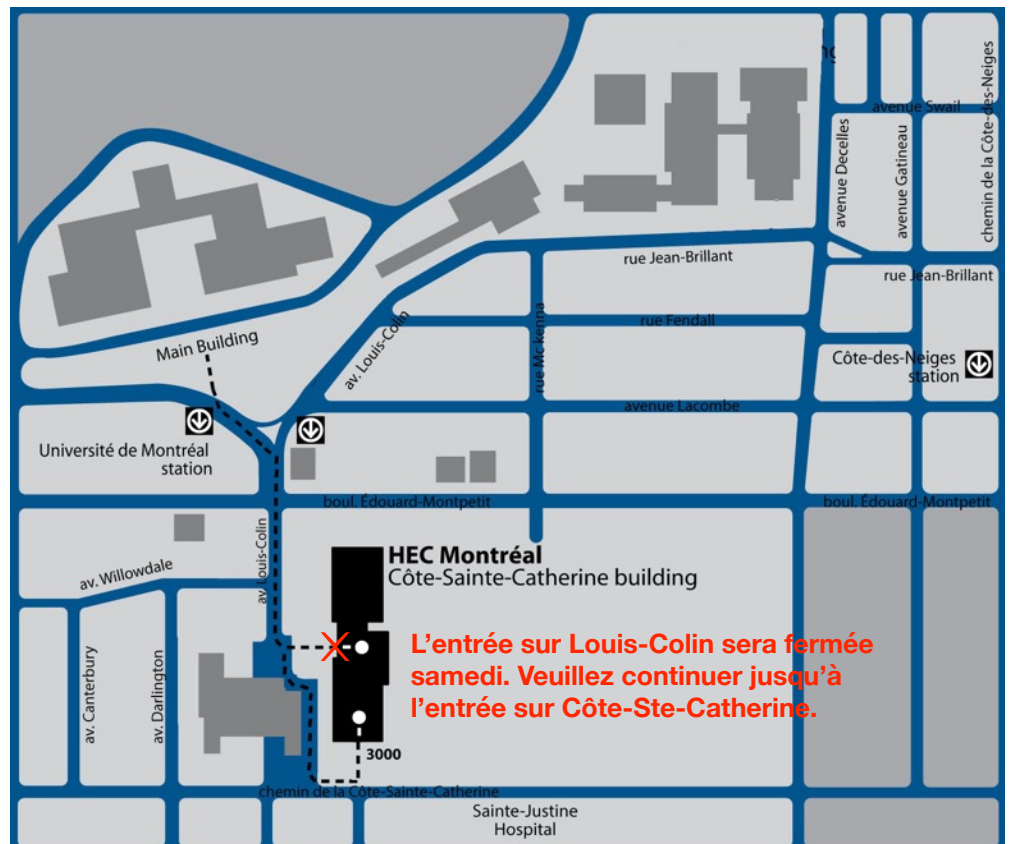 ng
avenue Swail
chemin de la Côte-des-Neiges
avenue Decelles
avenue Gatineau
rue Jean-Brillant
rue Jean-Brillant
rue Fendall
av. Louis-Colin
rue Mc kenna
Main Building
Côte-des-Neiges
station
avenue Lacombe
Université de Montréal
station
boul. Édouard-Montpetit
boul. Édouard-Montpetit
av. Louis-Colin
av. Willowdale
HEC Montréal
Côte-Sainte-Catherine building
L’entrée sur Louis-Colin sera fermée
samedi. Veuillez continuer jusqu’à
l’entrée sur Côte-Ste-Catherine.
av. Canterbury
av. Darlington
3000
chemin de la Côte-Sainte-Catherine
Sainte-Justine
Hospital